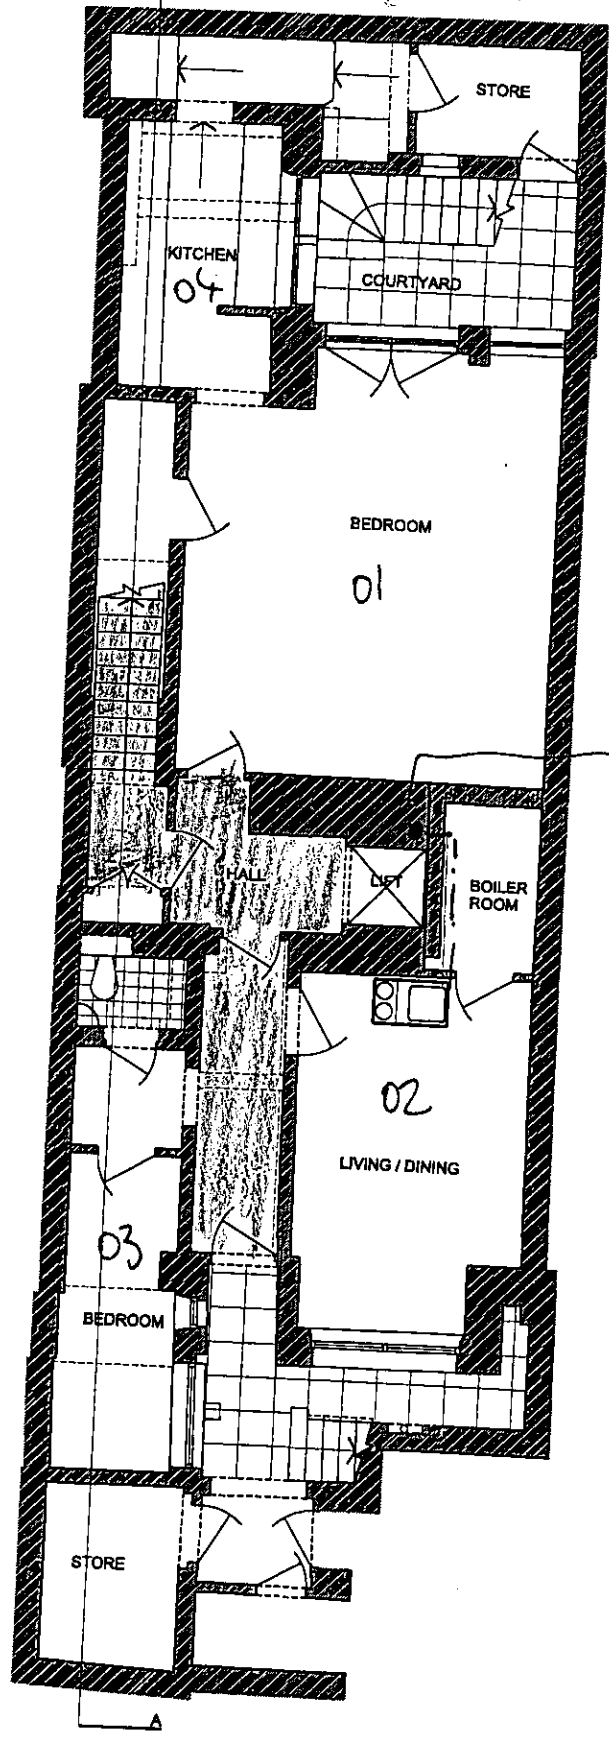 STORE
KITCHEN
04
COURTYARD
BEDROOM
01
HALL
LIFT
BOILER
ROOM
02
LIVING / DINING
03
BEDROOM
STORE
A